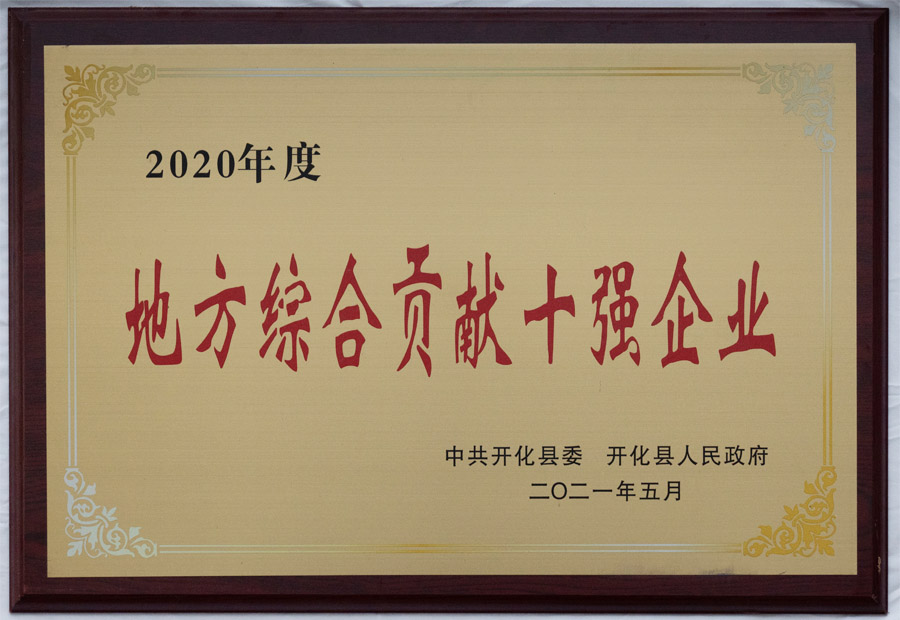 2020年度
地方综合贡献十强企业
中共开化县委 开化县人民政府
二〇二一年五月